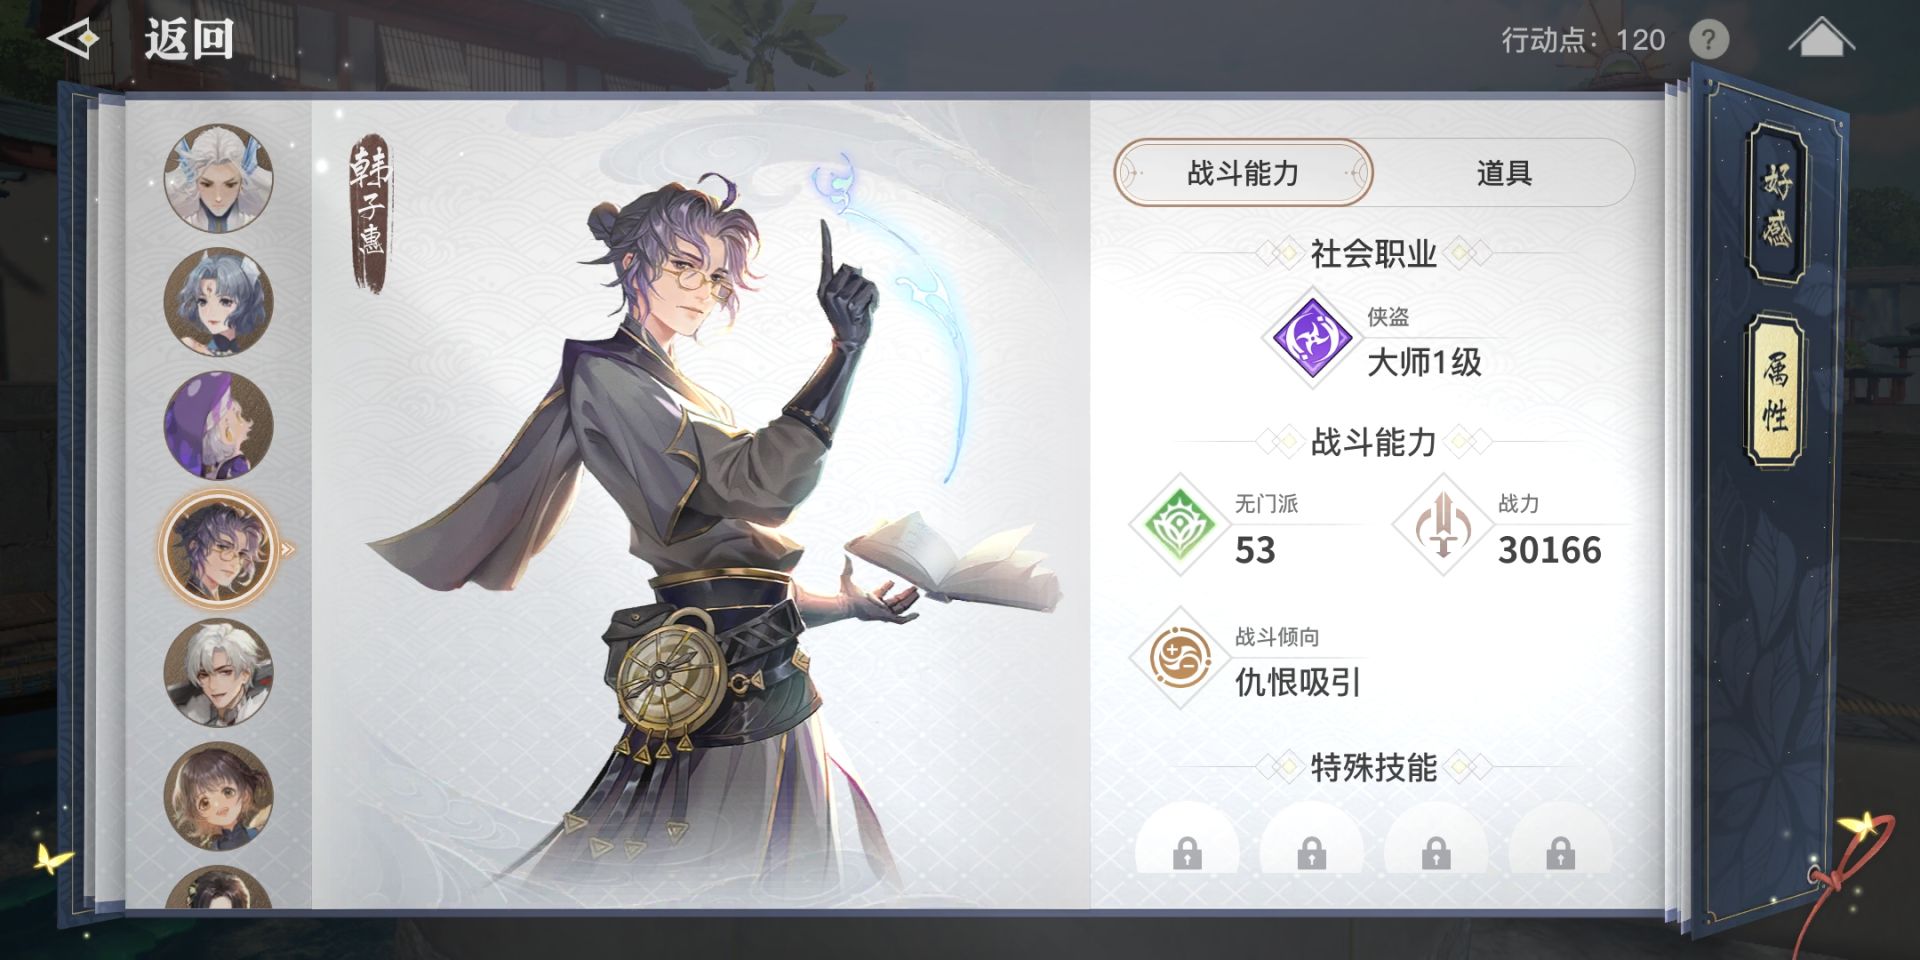 返回
行动点：120
?
韩子惠
战斗能力
道具
社会职业
侠盗
大师1级
战斗能力
无门派
53
战力
30166
战斗倾向
仇恨吸引
特殊技能
好感
属性